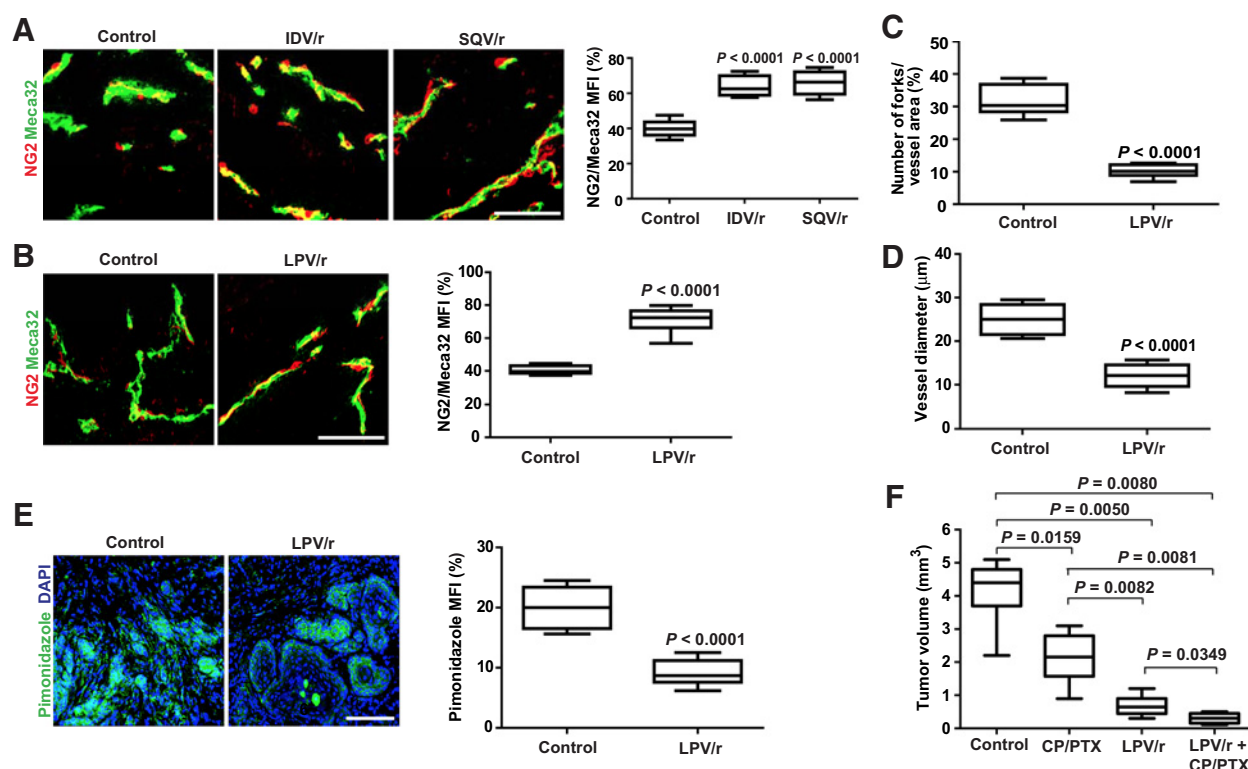 A
Control
IDV/r
SQV/r
NG2 Meca32
NG2/Meca32 MFI (%)
80
60
40
20
0
P < 0.0001
P < 0.0001
Control
IDV/r
SQV/r
B
Control
LPV/r
NG2 Meca32
NG2/Meca32 MFI (%)
100
80
60
40
20
0
P < 0.0001
Control
LPV/r
C
Number of forks/
vessel area (%)
50
40
30
20
10
0
P < 0.0001
Control
LPV/r
D
Vessel diameter (μm)
40
30
20
10
0
P < 0.0001
Control
LPV/r
E
Control
LPV/r
Pimonidazole DAPI
Pimonidazole MFI (%)
30
20
10
0
P < 0.0001
Control
LPV/r
F
Tumor volume (mm³)
6
5
4
3
2
1
0
P = 0.0080
P = 0.0050
P = 0.0159
P = 0.0081
P = 0.0082
P = 0.0349
Control
CP/PTX
LPV/r
LPV/r +
CP/PTX